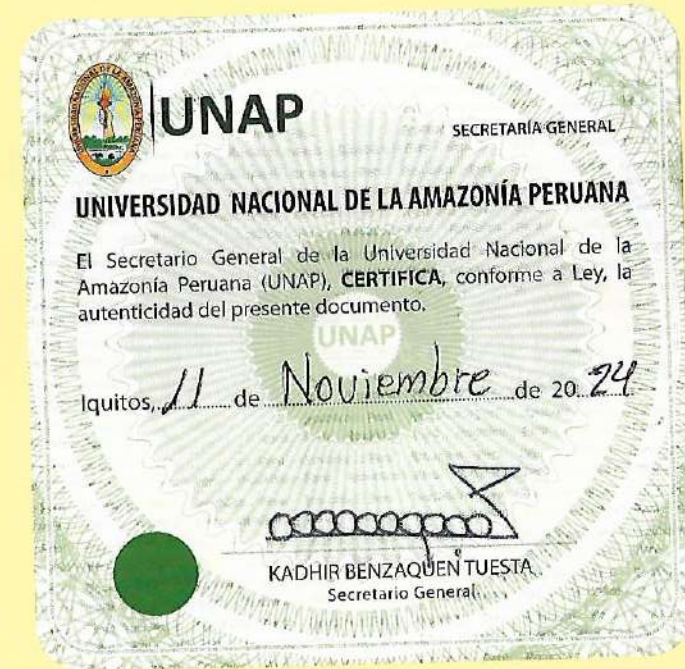 UNAP
SECRETARÍA GENERAL
UNIVERSIDAD NACIONAL DE LA AMAZONÍA PERUANA
El Secretario General de la Universidad Nacional de la
Amazonía Peruana (UNAP), CERTIFICA, conforme a Ley, la
autenticidad del presente documento.
UNAP
Iquitos, 11 de Noviembre de 20 24
KADHIR BENZAQUEN TUESTA
Secretario General